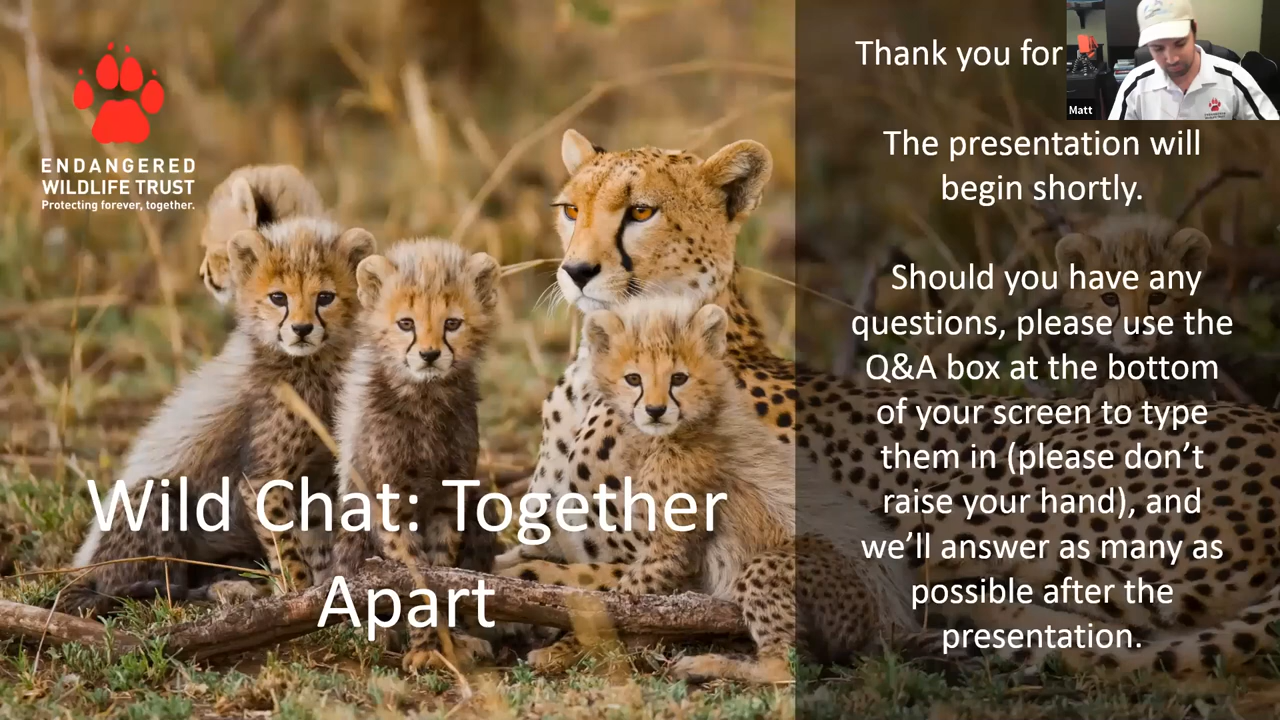 ENDANGERED
WILDLIFE TRUST
Protecting forever, together.
Wild Chat: Together
Apart
Thank you for
Matt
The presentation will
begin shortly.
Should you have any
questions, please use the
Q&A box at the bottom
of your screen to type
them in (please don’t
raise your hand), and
we’ll answer as many as
possible after the
presentation.